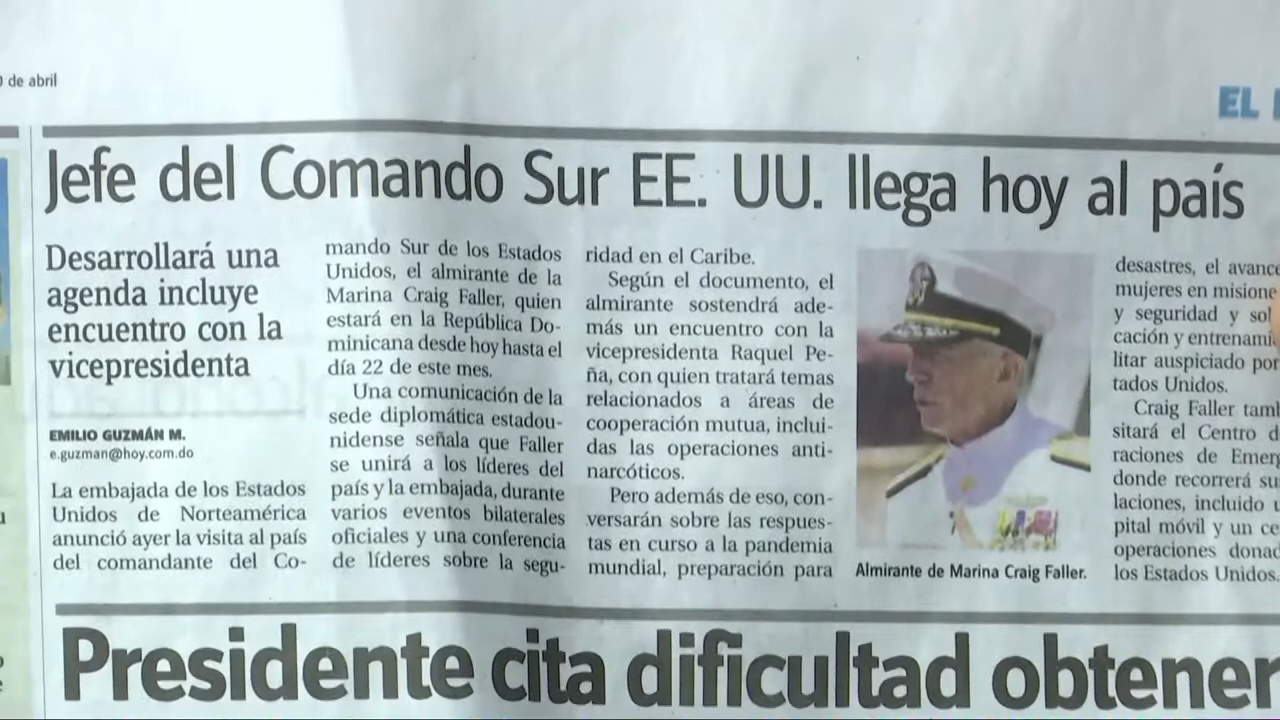 de abril
EL
Jefe del Comando Sur EE. UU. llega hoy al país
Desarrollará una
agenda incluye
encuentro con la
vicepresidenta
EMILIO GUZMÁN M.
e.guzman@hoy.com.do
La embajada de los Estados
Unidos de Norteamérica
anunció ayer la visita al país
del comandante del Co-
mando Sur de los Estados
Unidos, el almirante de la
Marina Craig Faller, quien
estará en la República Do-
minicana desde hoy hasta el
día 22 de este mes.
Una comunicación de la
sede diplomática estadou-
nidense señala que Faller
se unirá a los líderes del
país y la embajada, durante
varios eventos bilaterales
oficiales y una conferencia
de líderes sobre la segu-
ridad en el Caribe.
Según el documento, el
almirante sostendrá ade-
más un encuentro con la
vicepresidenta Raquel Pe-
ña, con quien tratará temas
relacionados a áreas de
cooperación mutua, inclui-
das las operaciones anti-
narcóticos.
Pero además de eso, con-
versarán sobre las respues-
tas en curso a la pandemia
mundial, preparación para
Almirante de Marina Craig Faller.
desastres, el avance
mujeres en misione
y seguridad y sol
cación y entrenami
litar auspiciado por
tados Unidos.
Craig Faller tamb
sitará el Centro d
raciones de Emerg
donde recorrerá su
laciones, incluido
pital móvil y un ce
operaciones donad
los Estados Unidos.
Presidente cita dificultad obtener